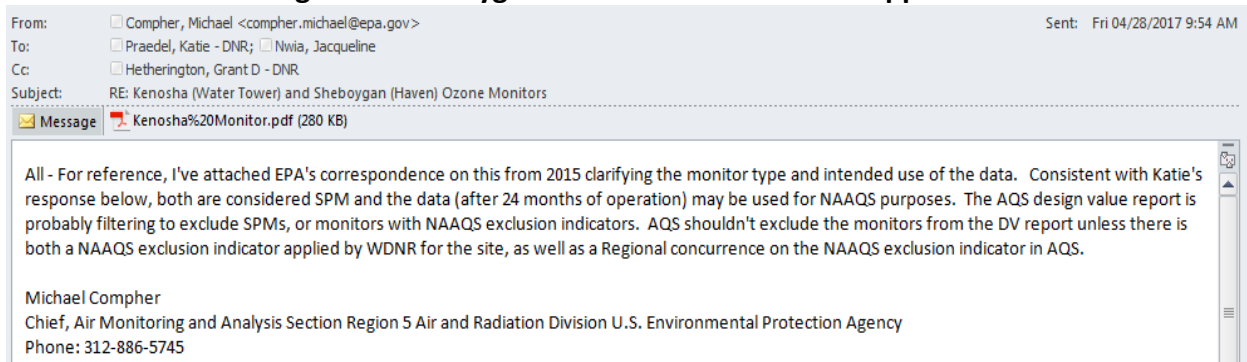 From: Compher, Michael <compher.michael@epa.gov> Sent: Fri 04/28/2017 9:54 AM
To: Praedel, Katie - DNR; Nwia, Jacqueline
Cc: Hetherington, Grant D - DNR
Subject: RE: Kenosha (Water Tower) and Sheboygan (Haven) Ozone Monitors
Message Kenosha%20Monitor.pdf (280 KB)
All - For reference, I've attached EPA's correspondence on this from 2015 clarifying the monitor type and intended use of the data. Consistent with Katie's
response below, both are considered SPM and the data (after 24 months of operation) may be used for NAAQS purposes. The AQS design value report is
probably filtering to exclude SPMs, or monitors with NAAQS exclusion indicators. AQS shouldn't exclude the monitors from the DV report unless there is
both a NAAQS exclusion indicator applied by WDNR for the site, as well as a Regional concurrence on the NAAQS exclusion indicator in AQS.
Michael Compher
Chief, Air Monitoring and Analysis Section Region 5 Air and Radiation Division U.S. Environmental Protection Agency
Phone: 312-886-5745